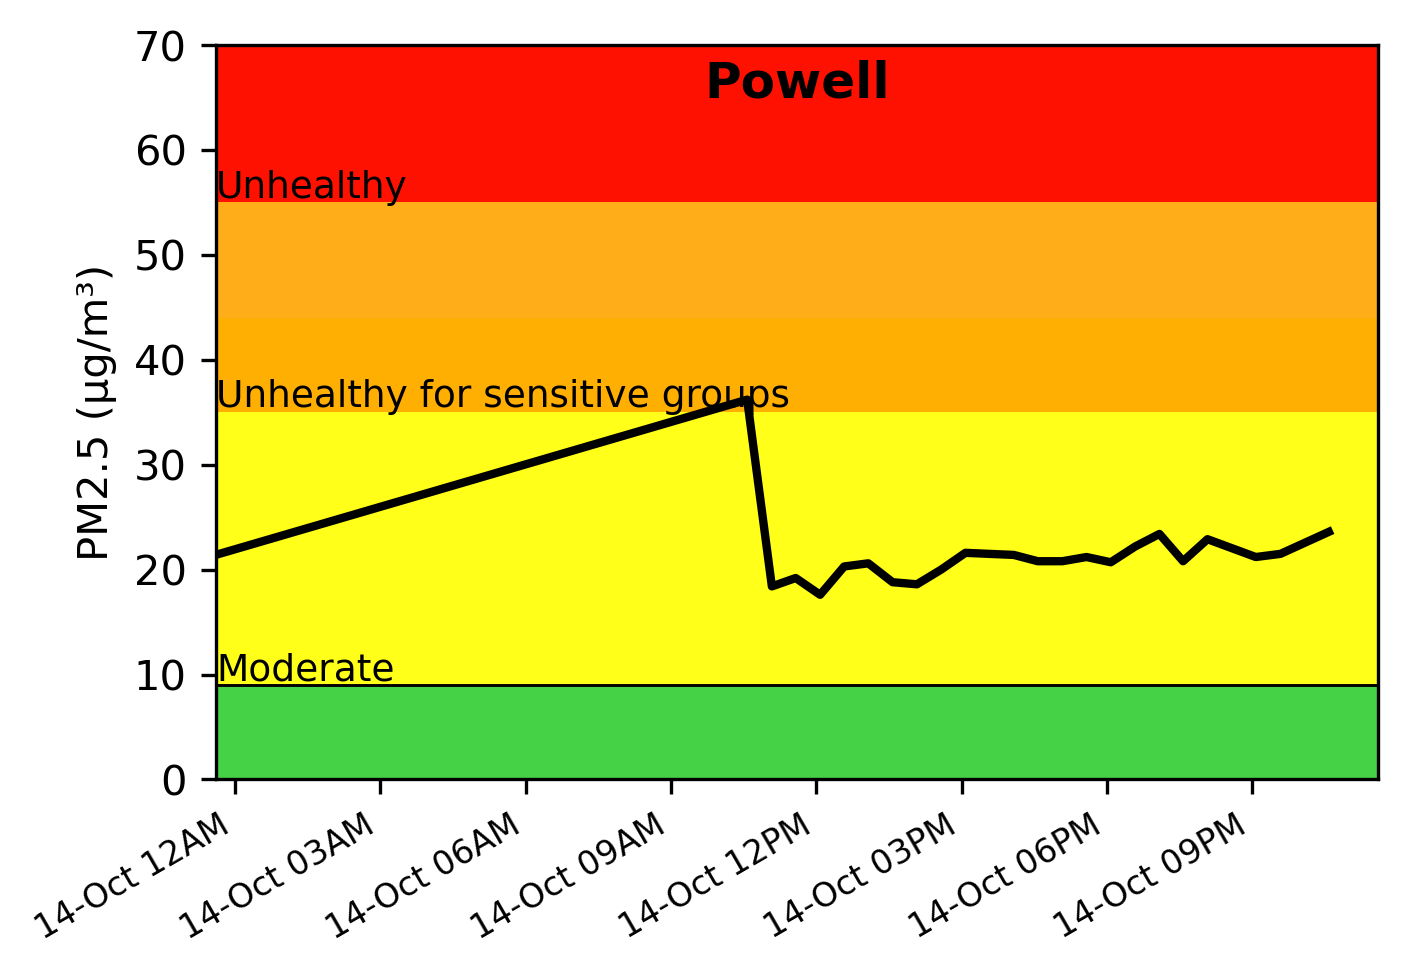 Powell
PM2.5 (µg/m³)
70
60
50
40
30
20
10
0
Unhealthy
Unhealthy for sensitive groups
Moderate
14-Oct 12AM
14-Oct 03AM
14-Oct 06AM
14-Oct 09AM
14-Oct 12PM
14-Oct 03PM
14-Oct 06PM
14-Oct 09PM